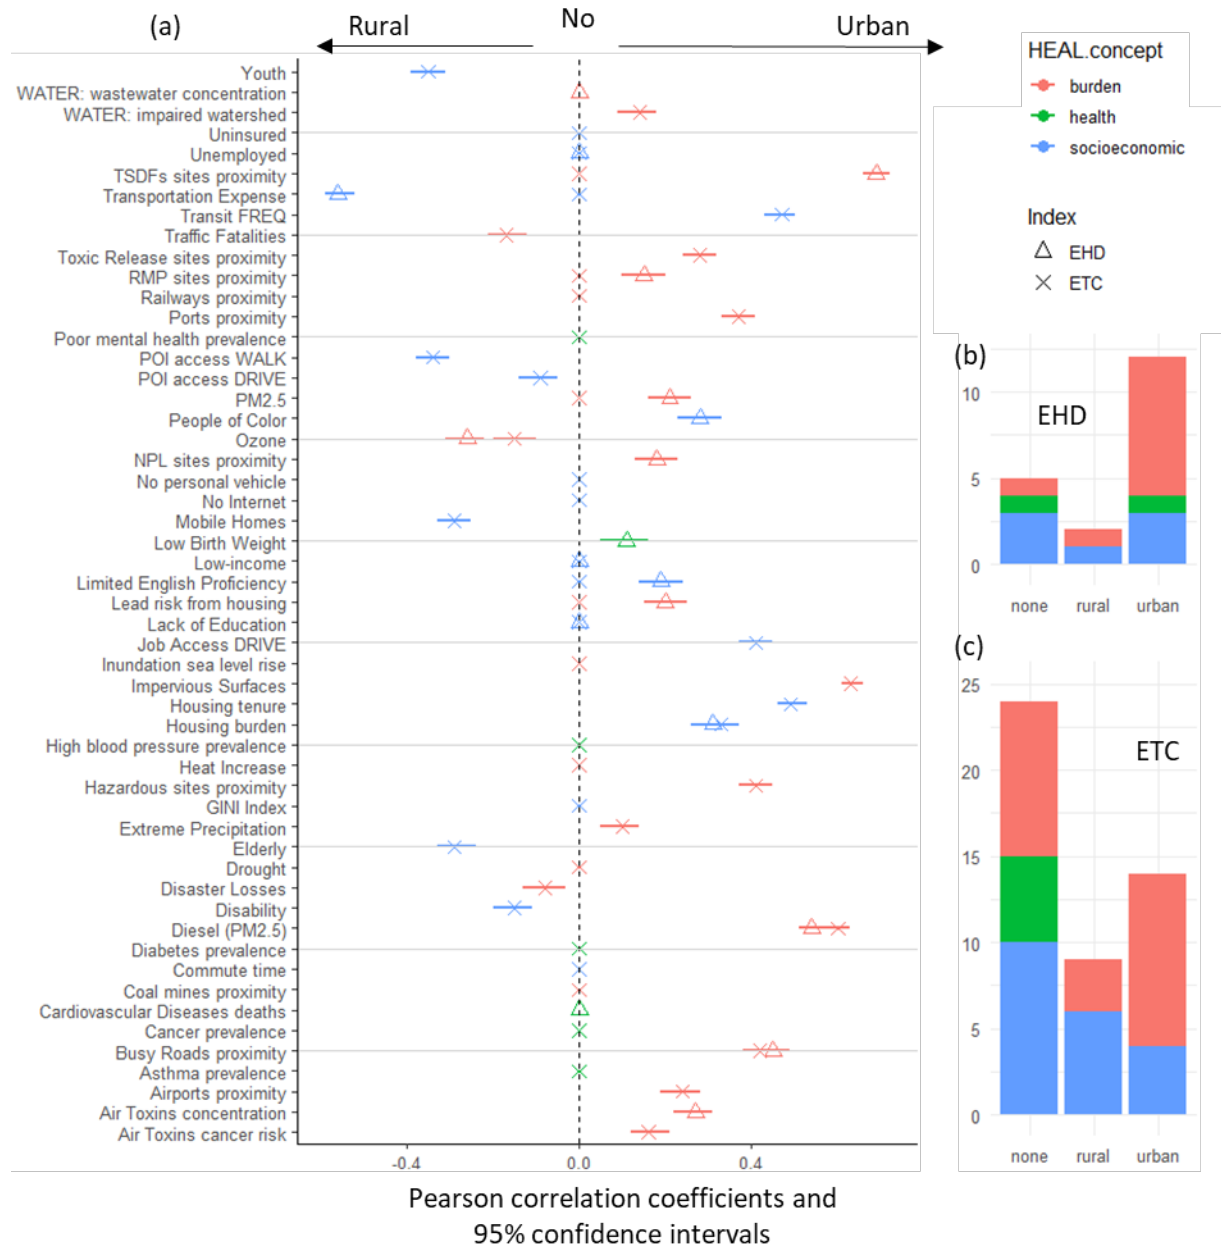 (a)
Rural
No
Urban
Youth
WATER: wastewater concentration
WATER: impaired watershed
Uninsured
Unemployed
TSDFs sites proximity
Transportation Expense
Transit FREQ
Traffic Fatalities
Toxic Release sites proximity
RMP sites proximity
Railways proximity
Ports proximity
Poor mental health prevalence
POI access WALK
POI access DRIVE
PM2.5
People of Color
Ozone
NPL sites proximity
No personal vehicle
No Internet
Mobile Homes
Low Birth Weight
Low-income
Limited English Proficiency
Lead risk from housing
Lack of Education
Job Access DRIVE
Inundation sea level rise
Impervious Surfaces
Housing tenure
Housing burden
High blood pressure prevalence
Heat Increase
Hazardous sites proximity
GINI Index
Extreme Precipitation
Elderly
Drought
Disaster Losses
Disability
Diesel (PM2.5)
Diabetes prevalence
Commute time
Coal mines proximity
Cardiovascular Diseases deaths
Cancer prevalence
Busy Roads proximity
Asthma prevalence
Airports proximity
Air Toxins concentration
Air Toxins cancer risk
-0.4
0.0
0.4
Pearson correlation coefficients and
95% confidence intervals
HEAL.concept
burden
health
socioeconomic
Index
EHD
ETC
(b)
EHD
10
5
0
none
rural
urban
(c)
ETC
25
20
15
10
5
0
none
rural
urban